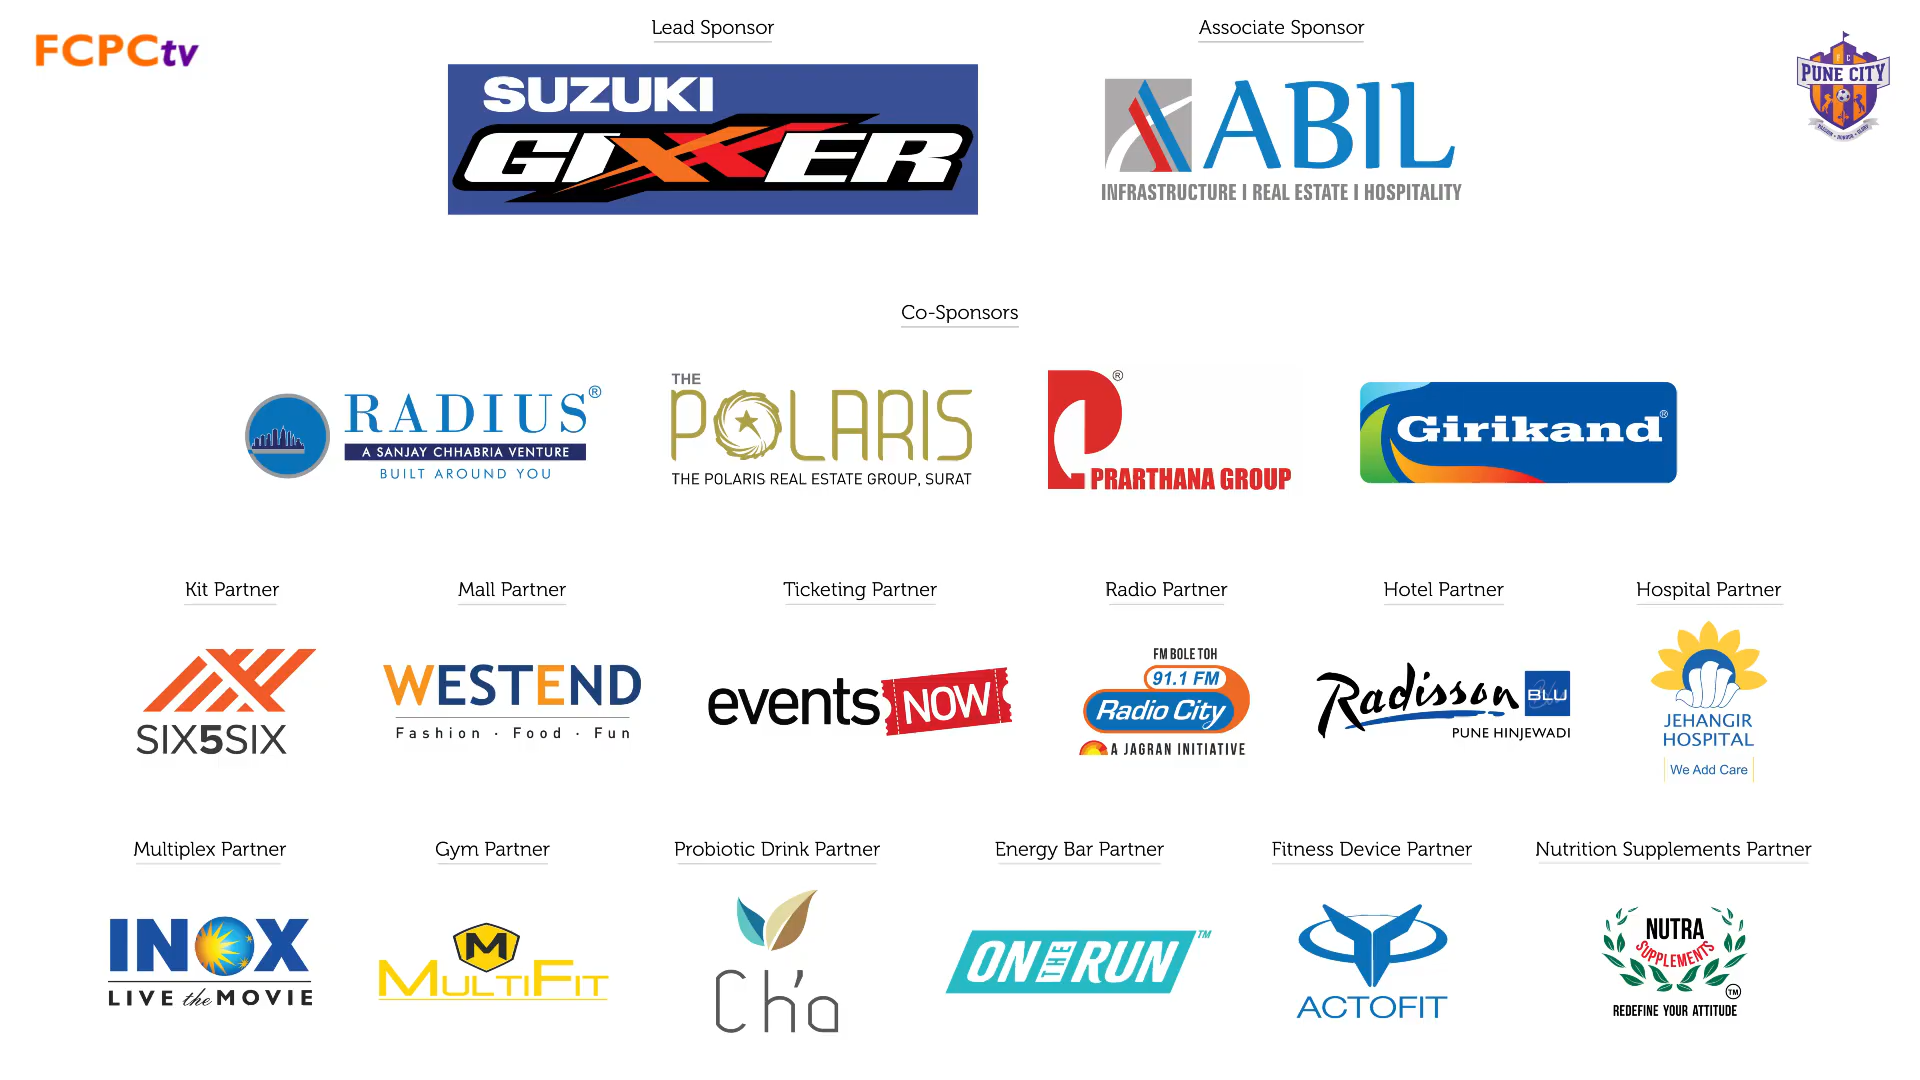 FCPCtv
Lead Sponsor
Associate Sponsor
SUZUKI
GIXXER
ABIL
INFRASTRUCTURE I REAL ESTATE I HOSPITALITY
F C
PUNE CITY
Co-Sponsors
RADIUS®
A SANJAY CHHABRIA VENTURE
BUILT AROUND YOU
THE
POLARIS
THE POLARIS REAL ESTATE GROUP, SURAT
®
PRARTHANA GROUP
Girikand®
Kit Partner
Mall Partner
Ticketing Partner
Radio Partner
Hotel Partner
Hospital Partner
SIX5SIX
WESTEND
Fashion · Food · Fun
events NOW
FM BOLE TOH
91.1 FM
Radio City
A JAGRAN INITIATIVE
Radisson BLU
PUNE HINJEWADI
JEHANGIR
HOSPITAL
We Add Care
Multiplex Partner
Gym Partner
Probiotic Drink Partner
Energy Bar Partner
Fitness Device Partner
Nutrition Supplements Partner
INOX
LIVE the MOVIE
M
MULTIFIT
Ch'a
ON THE RUN™
ACTOFIT
NUTRA
SUPPLEMENTS
TM
REDEFINE YOUR ATTITUDE